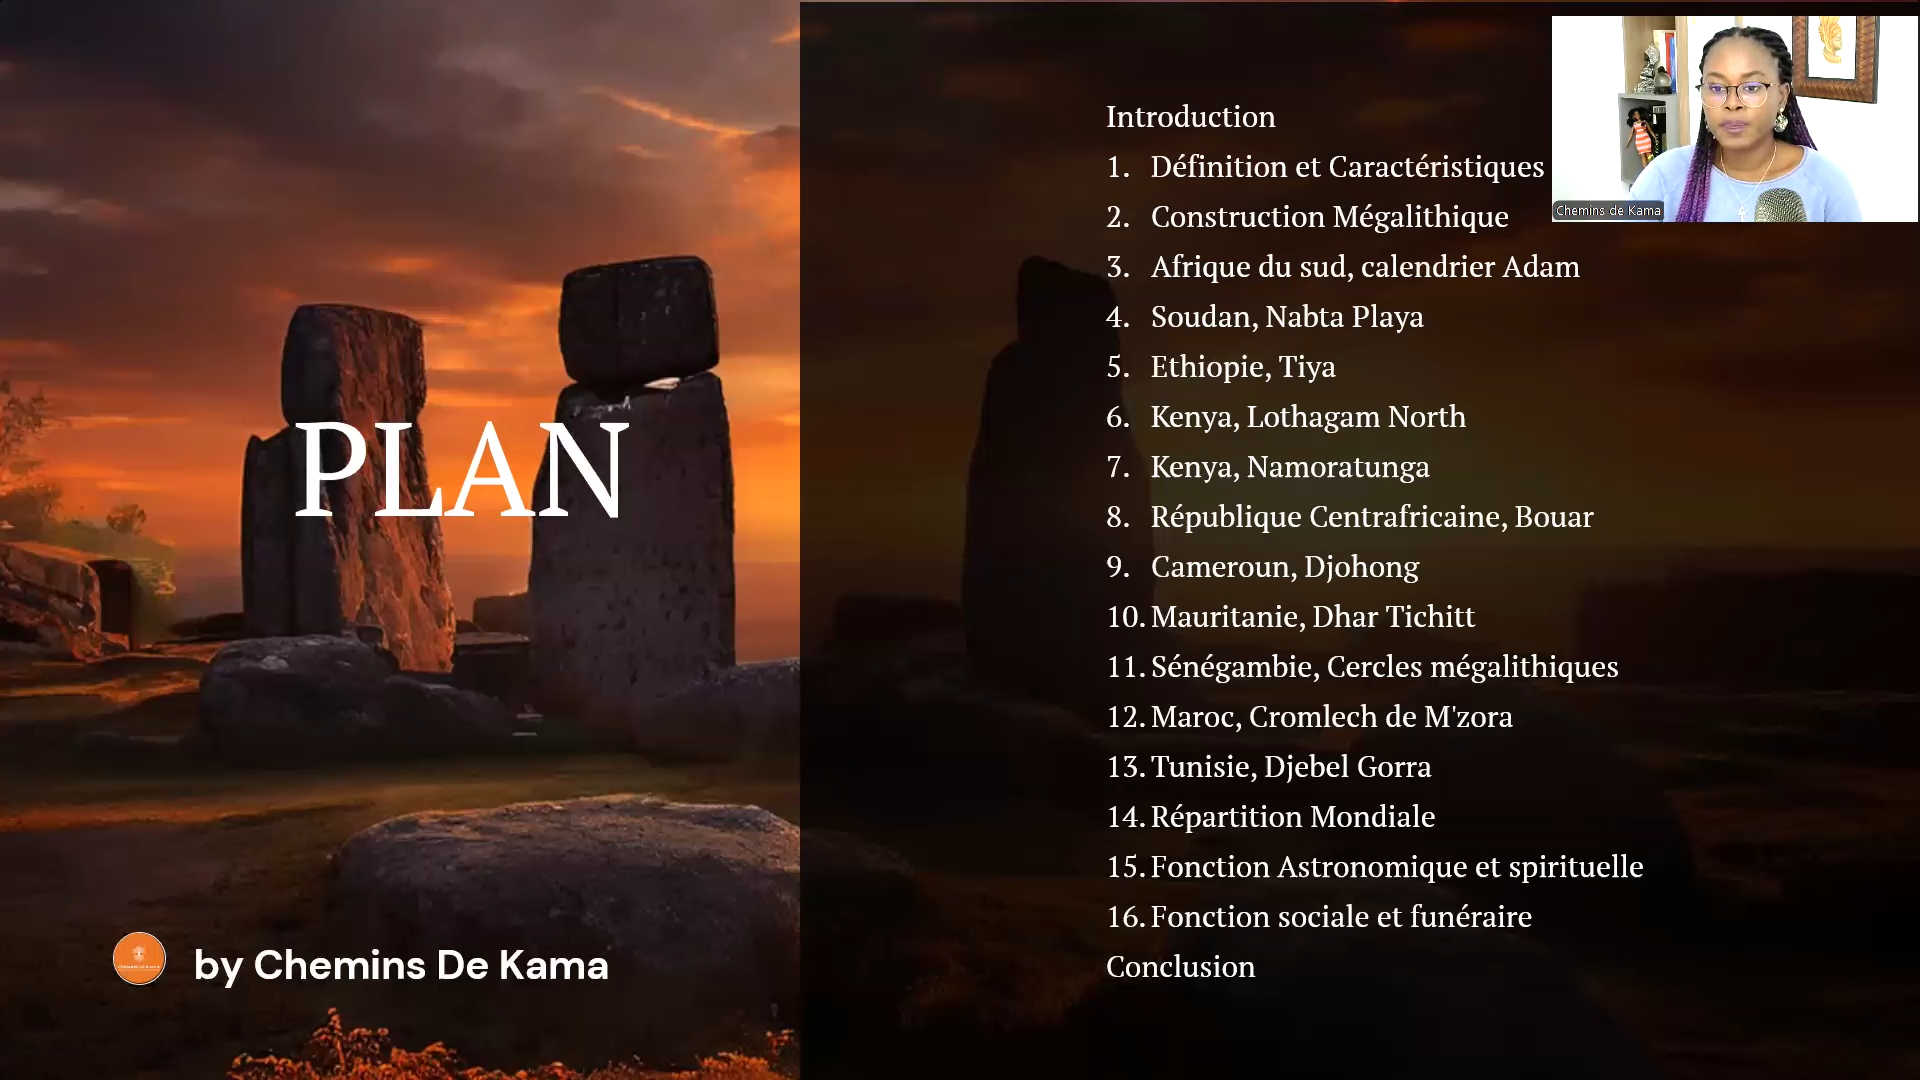 PLAN
by Chemins De Kama
Introduction
1. Définition et Caractéristiques
2. Construction Mégalithique
3. Afrique du sud, calendrier Adam
4. Soudan, Nabta Playa
5. Ethiopie, Tiya
6. Kenya, Lothagam North
7. Kenya, Namoratunga
8. République Centrafricaine, Bouar
9. Cameroun, Djohong
10. Mauritanie, Dhar Tichitt
11. Sénégambie, Cercles mégalithiques
12. Maroc, Cromlech de M'zora
13. Tunisie, Djebel Gorra
14. Répartition Mondiale
15. Fonction Astronomique et spirituelle
16. Fonction sociale et funéraire
Conclusion
Chemins de Kama